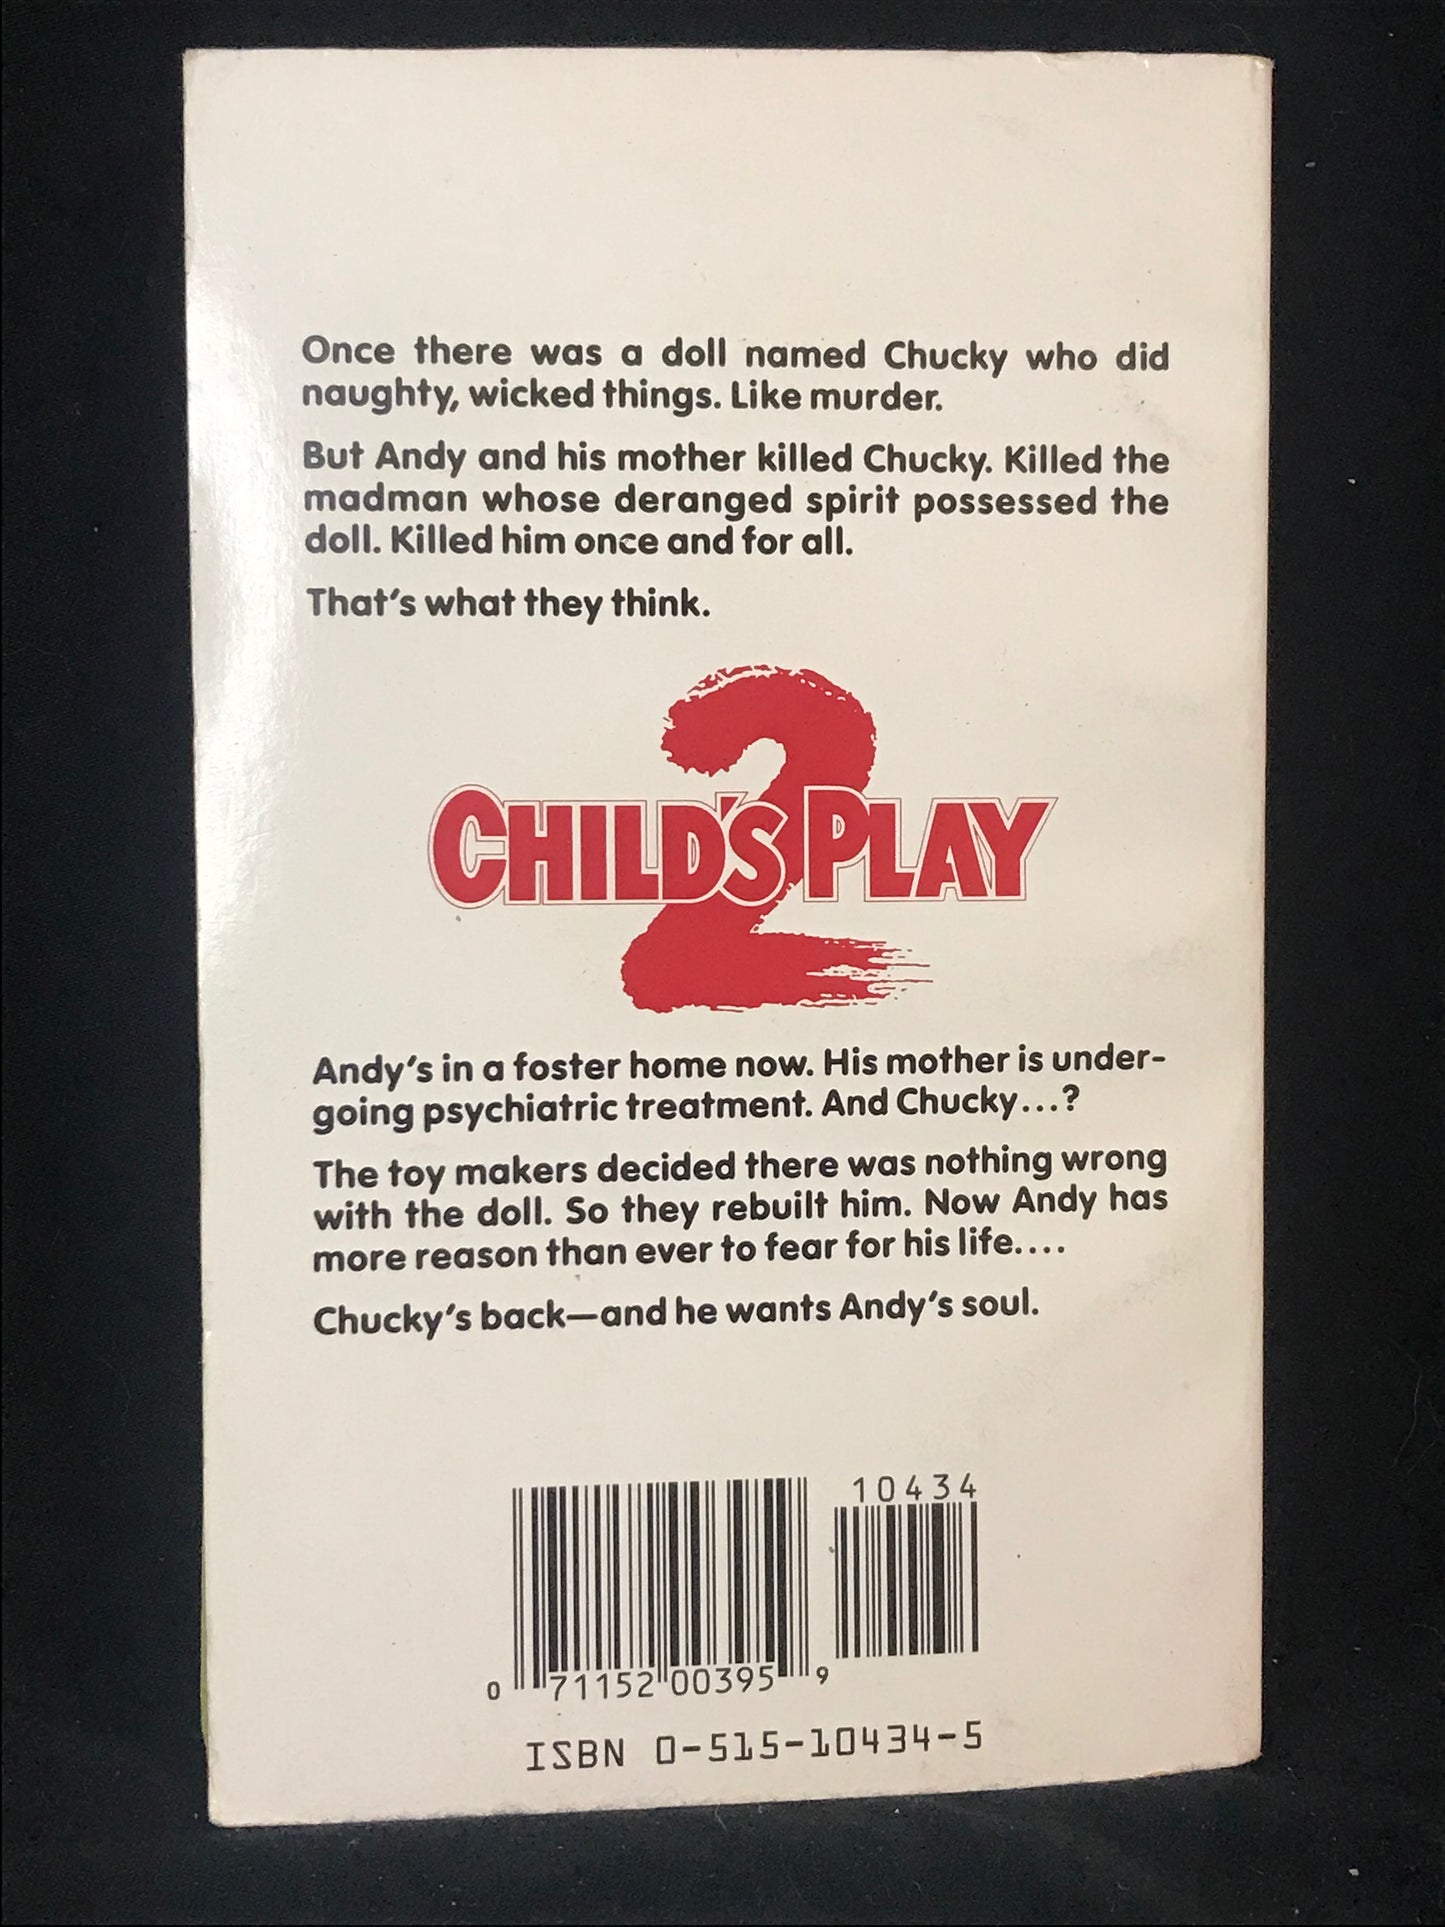 Once there was a doll named Chucky who did
naughty, wicked things. Like murder.
But Andy and his mother killed Chucky. Killed the
madman whose deranged spirit possessed the
doll. Killed him once and for all.
That's what they think.
CHILD'S PLAY
2
Andy's in a foster home now. His mother is under-
going psychiatric treatment. And Chucky...?
The toy makers decided there was nothing wrong
with the doll. So they rebuilt him. Now Andy has
more reason than ever to fear for his life....
Chucky's back—and he wants Andy's soul.
10434
0 71152 00395 9
ISBN 0-515-10434-5